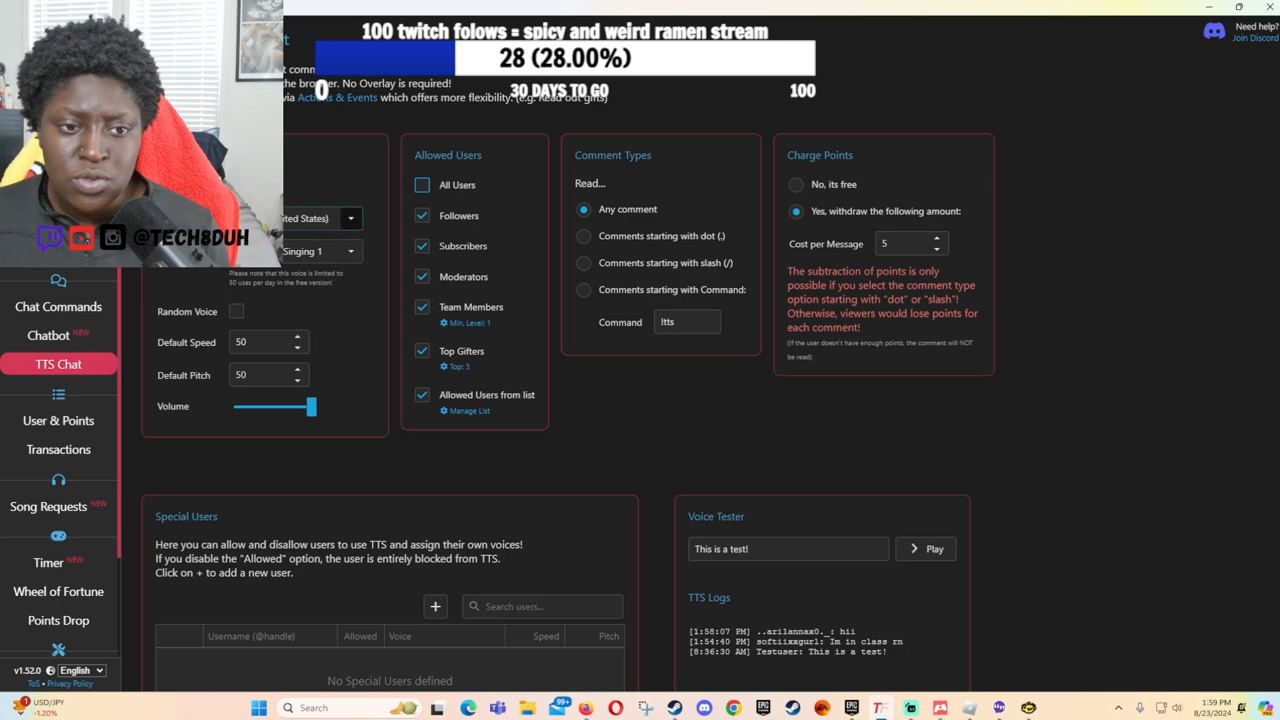 100 twitch folows = spicy and weird ramen stream
28 (28.00%)
0
30 DAYS TO GO
100
Need help?
Join Discord
t comm
the browser. No Overlay is required!
via Actions & Events which offers more flexibility: (e.g. Read out gifts)
@TECH8DUH
ited States)
Singing 1
Please note that this voice is limited to
50 uses per day in the free version!
Random Voice
Default Speed
50
Default Pitch
50
Volume
Allowed Users
All Users
Followers
Subscribers
Moderators
Team Members
Min. Level: 1
Top Gifters
Top: 3
Allowed Users from list
Manage List
Comment Types
Read...
Any comment
Comments starting with dot (.)
Comments starting with slash (/)
Comments starting with Command:
Command
!tts
Charge Points
No, its free
Yes, withdraw the following amount:
Cost per Message
5
The subtraction of points is only
possible if you select the comment type
option starting with "dot" or "slash"!
Otherwise, viewers would lose points for
each comment!
(If the user doesn't have enough points, the comment will NOT
be read)
Chat Commands
Chatbot NEW
TTS Chat
User & Points
Transactions
Song Requests NEW
Timer NEW
Wheel of Fortune
Points Drop
v1.52.0
English
ToS • Privacy Policy
Special Users
Here you can allow and disallow users to use TTS and assign their own voices!
If you disable the "Allowed" option, the user is entirely blocked from TTS.
Click on + to add a new user.
Search users...
Username (@handle)
Allowed
Voice
Speed
Pitch
No Special Users defined
Voice Tester
This is a test!
Play
TTS Logs
[1:58:07 PM] ..arilannax0._: hii
[1:54:40 PM] softiixxgurl: Im in class rn
[8:36:30 AM] Testuser: This is a test!
1
USD/JPY
-1.20%
Search
99+
1:59 PM
8/23/2024